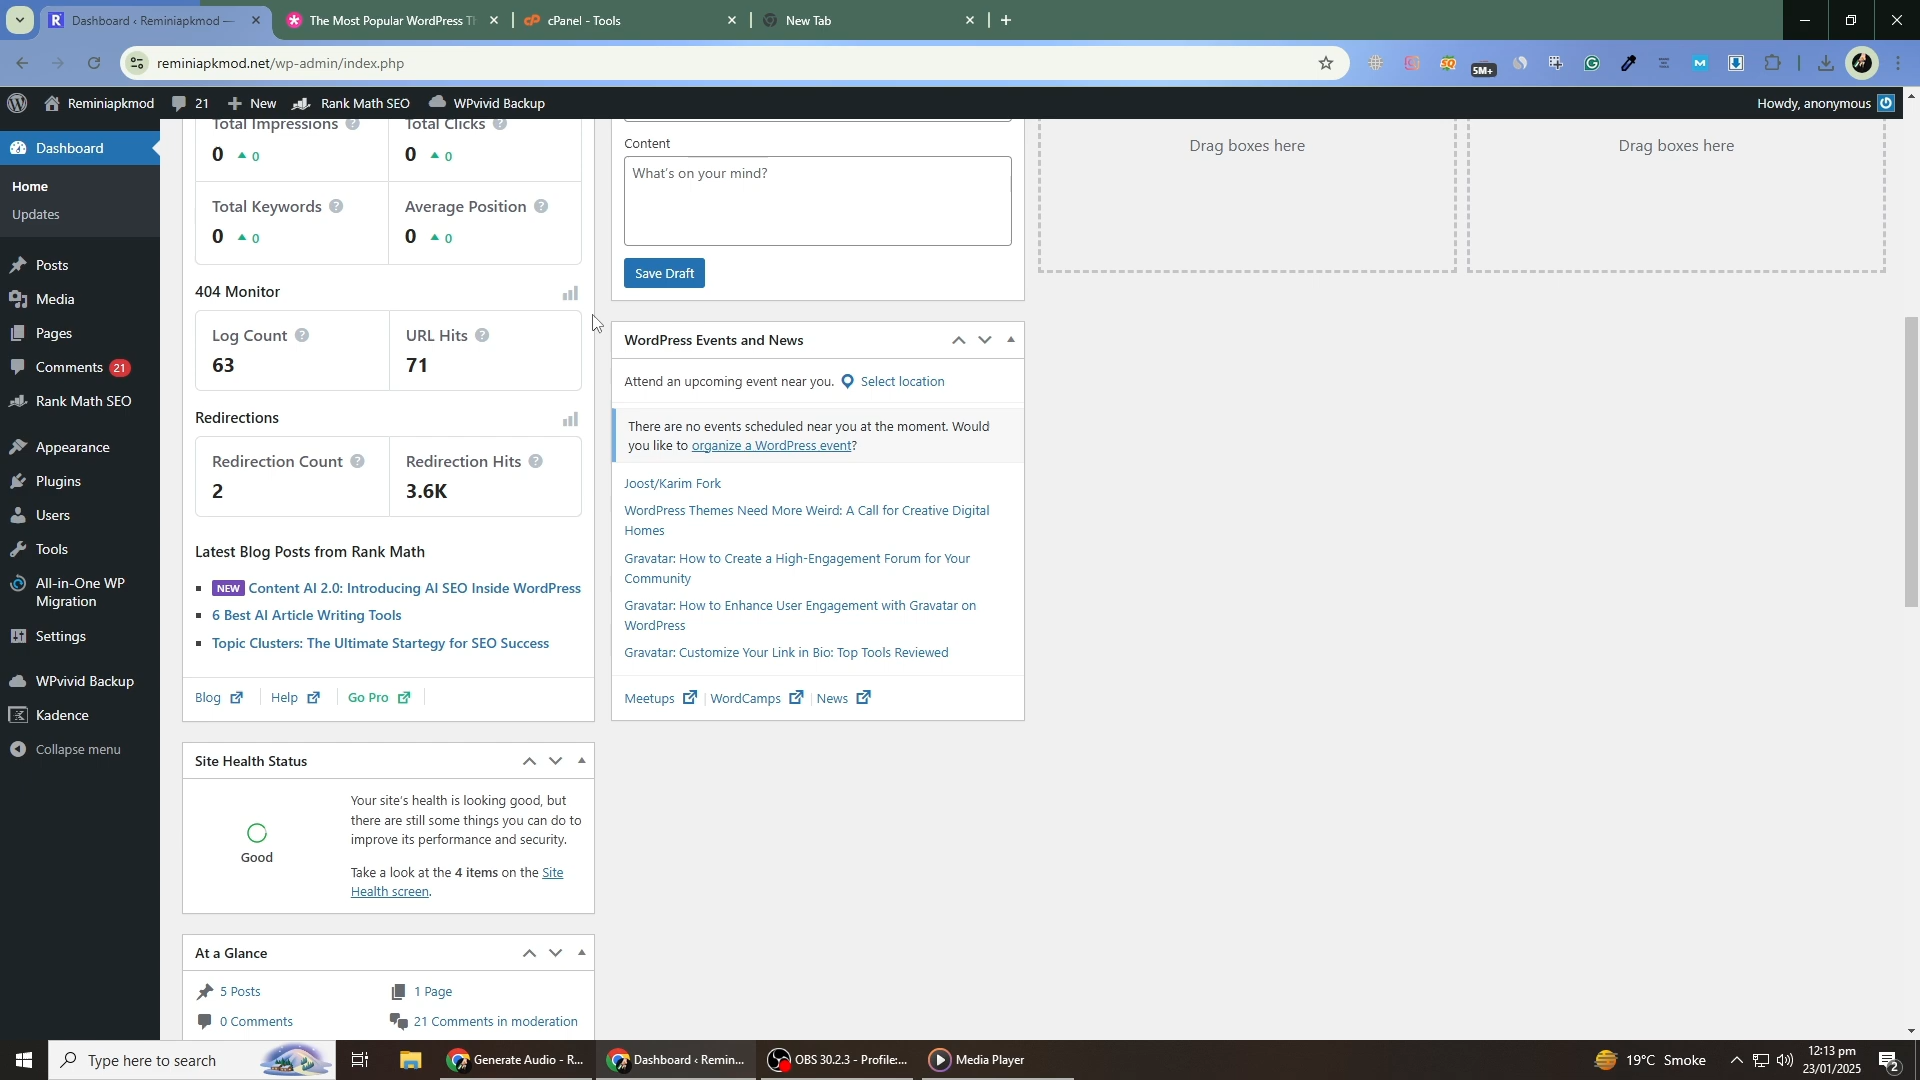 Dashboard ‹ Reminiapkmod —
The Most Popular WordPress Th
cPanel - Tools
New Tab
reminiapkmod.net/wp-admin/index.php
5M+
Reminiapkmod
21
New
Rank Math SEO
WPvivid Backup
Howdy, anonymous
Dashboard
Home
Updates
Posts
Media
Pages
Comments 21
Rank Math SEO
Appearance
Plugins
Users
Tools
All-in-One WP
Migration
Settings
WPvivid Backup
Kadence
Collapse menu
Total Impressions
0 0
Total Clicks
0 0
Total Keywords
0 0
Average Position
0 0
404 Monitor
Log Count
63
URL Hits
71
Redirections
Redirection Count
2
Redirection Hits
3.6K
Latest Blog Posts from Rank Math
NEW Content AI 2.0: Introducing AI SEO Inside WordPress
6 Best AI Article Writing Tools
Topic Clusters: The Ultimate Startegy for SEO Success
Blog
Help
Go Pro
Site Health Status
Good
Your site's health is looking good, but
there are still some things you can do to
improve its performance and security.
Take a look at the 4 items on the Site
Health screen.
At a Glance
5 Posts
1 Page
0 Comments
21 Comments in moderation
Content
What's on your mind?
Save Draft
WordPress Events and News
Attend an upcoming event near you. Select location
There are no events scheduled near you at the moment. Would
you like to organize a WordPress event?
Joost/Karim Fork
WordPress Themes Need More Weird: A Call for Creative Digital
Homes
Gravatar: How to Create a High-Engagement Forum for Your
Community
Gravatar: How to Enhance User Engagement with Gravatar on
WordPress
Gravatar: Customize Your Link in Bio: Top Tools Reviewed
Meetups
WordCamps
News
Drag boxes here
Drag boxes here
Type here to search
Generate Audio - R...
Dashboard ‹ Remin...
OBS 30.2.3 - Profile:...
Media Player
19°C Smoke
12:13 pm
23/01/2025
2